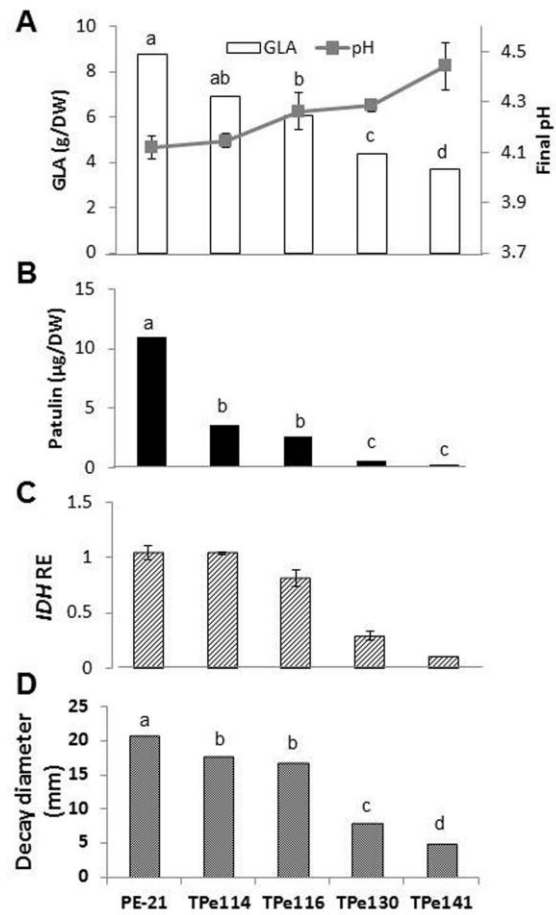 A
GLA (g/DW)
10
8
6
4
2
0
GLA
pH
a
ab
b
c
d
4.5
4.3
4.1
3.9
3.7
Final pH
B
Patulin (µg/DW)
15
10
5
0
a
b
b
c
c
C
IDH RE
1.5
1
0.5
0
D
Decay diameter
(mm)
25
20
15
10
5
0
a
b
b
c
d
PE-21 TPe114 TPe116 TPe130 TPe141